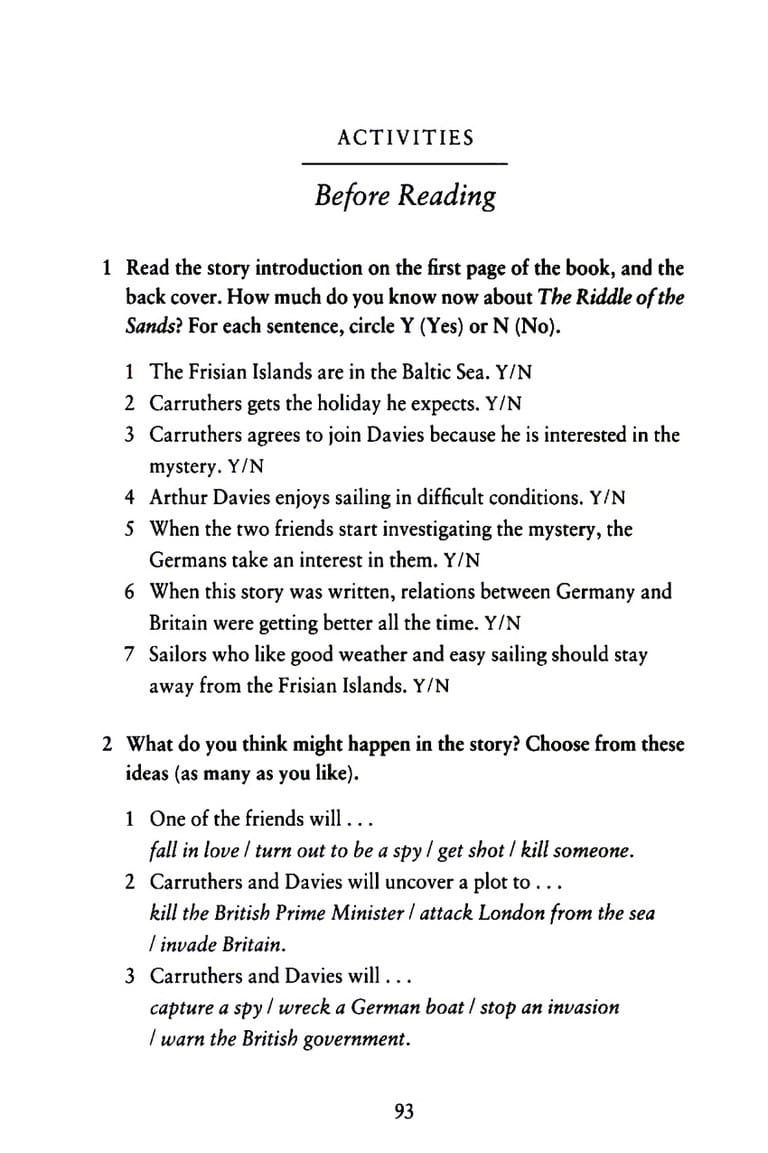 ACTIVITIES
Before Reading
1 Read the story introduction on the first page of the book, and the
back cover. How much do you know now about The Riddle of the
Sands? For each sentence, circle Y (Yes) or N (No).
1 The Frisian Islands are in the Baltic Sea. Y/N
2 Carruthers gets the holiday he expects. Y/N
3 Carruthers agrees to join Davies because he is interested in the
mystery. Y/N
4 Arthur Davies enjoys sailing in difficult conditions. Y/N
5 When the two friends start investigating the mystery, the
Germans take an interest in them. Y/N
6 When this story was written, relations between Germany and
Britain were getting better all the time. Y/N
7 Sailors who like good weather and easy sailing should stay
away from the Frisian Islands. Y/N
2 What do you think might happen in the story? Choose from these
ideas (as many as you like).
1 One of the friends will . . .
fall in love / turn out to be a spy / get shot / kill someone.
2 Carruthers and Davies will uncover a plot to . . .
kill the British Prime Minister / attack London from the sea
/ invade Britain.
3 Carruthers and Davies will . . .
capture a spy / wreck a German boat / stop an invasion
/ warn the British government.
93